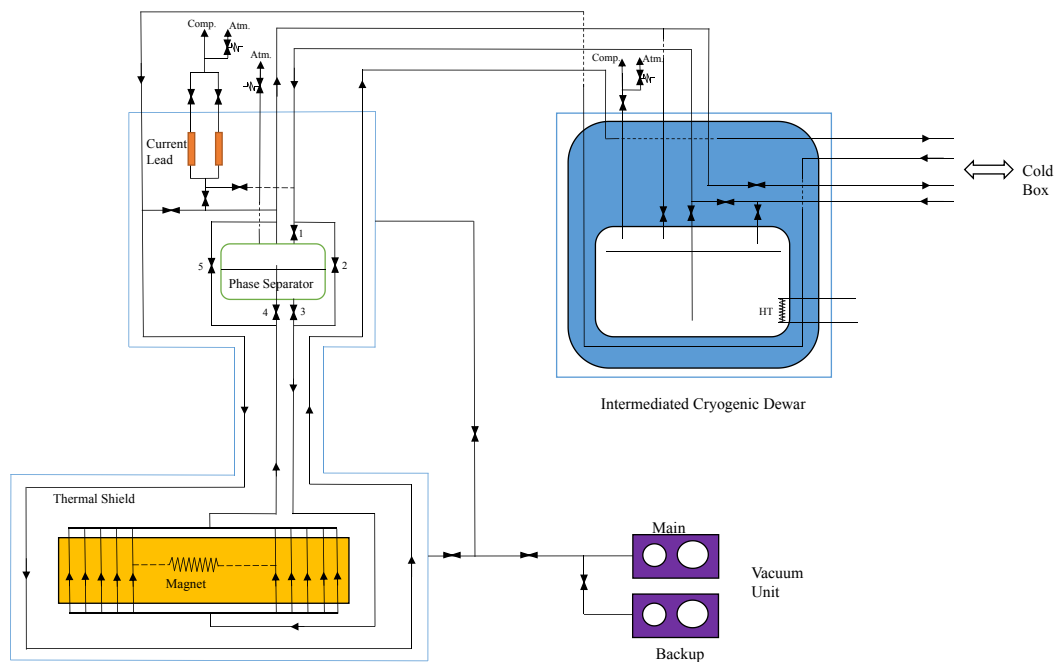 Comp.
Atm.
Atm.
Comp.
Atm.
Current
Lead
Cold
Box
1
5
2
Phase Separator
4
3
HT
Intermediated Cryogenic Dewar
Thermal Shield
Magnet
Main
Vacuum
Unit
Backup